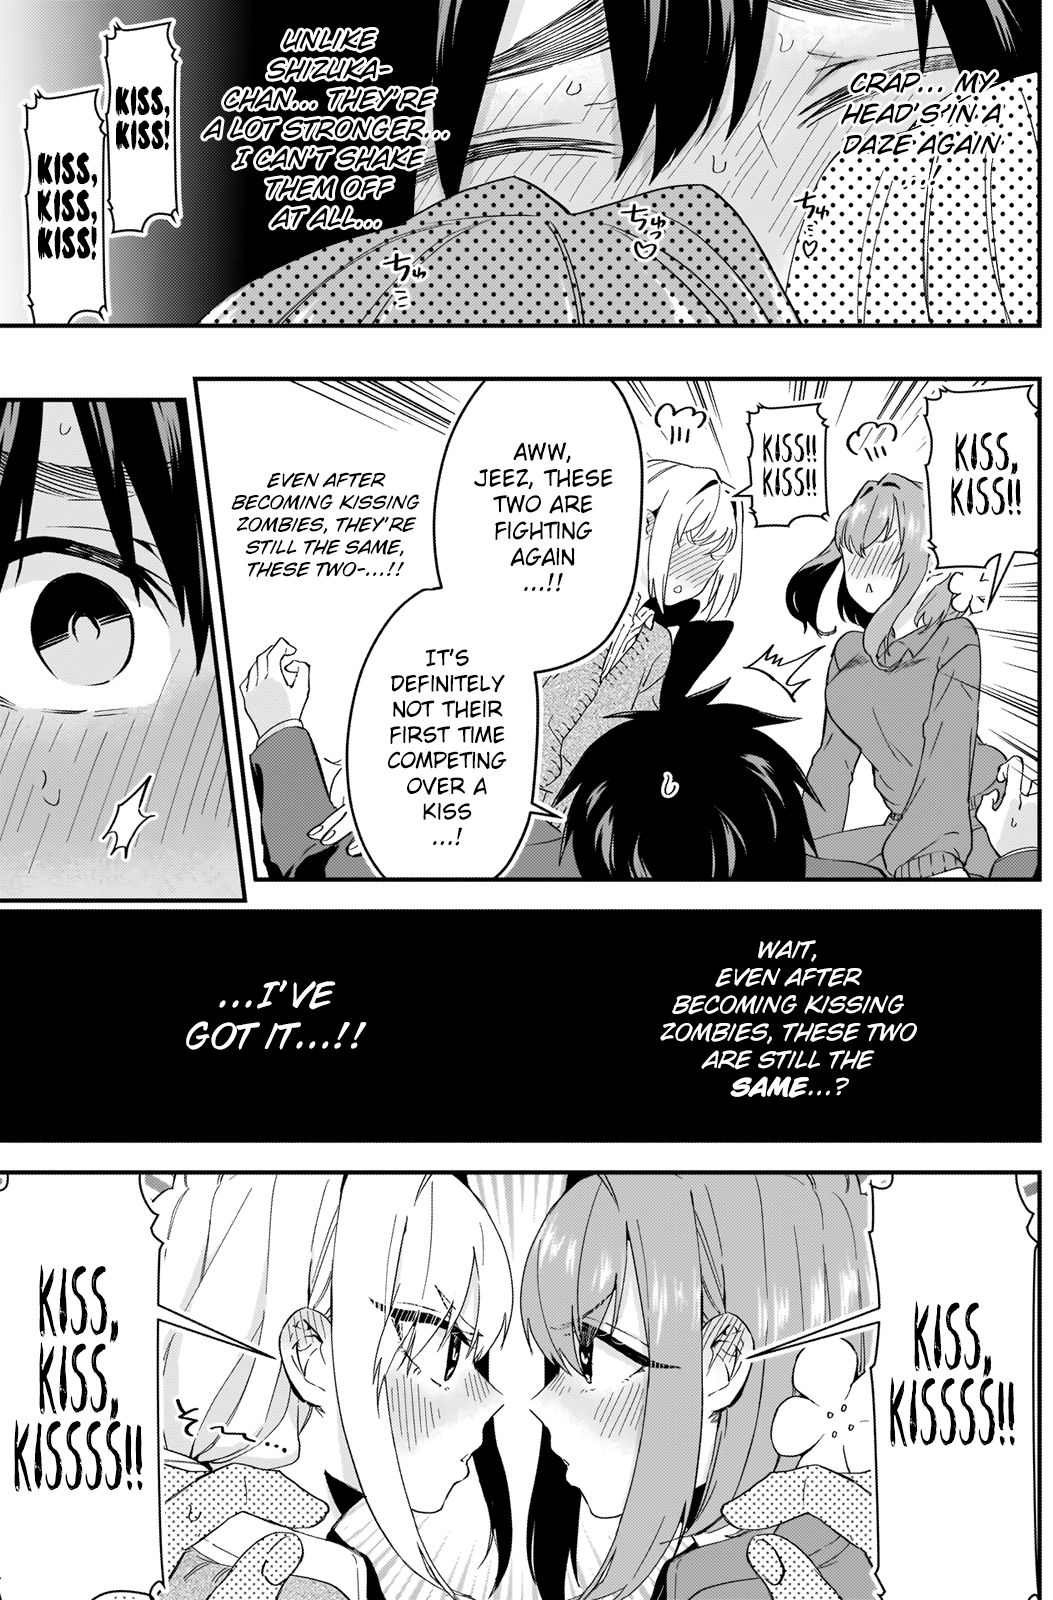 CRAP... MY
HEAD'S IN A
DAZE AGAIN
...!
ちゅ
ちゅっ
ちゅ
UNLIKE
SHIZUKA-
CHAN... THEY'RE
A LOT STRONGER...
I CAN'T SHAKE
THEM OFF
AT ALL...
KISS,
KISS!
KISS,
KISS,
KISS!
KISS,
KISS!!
KISS!!
KISS!!
AWW,
JEEZ, THESE
TWO ARE
FIGHTING
AGAIN
...!!
IT'S
DEFINITELY
NOT THEIR
FIRST TIME
COMPETING
OVER A
KISS
...!
EVEN AFTER
BECOMING KISSING
ZOMBIES, THEY'RE
STILL THE SAME,
THESE TWO-...!!
WAIT,
EVEN AFTER
BECOMING KISSING
ZOMBIES, THESE TWO
ARE STILL THE
SAME...?
...I'VE
GOT IT...!!
KISS,
KISSSS!!
KISS,
KISS,
KISSSS!!